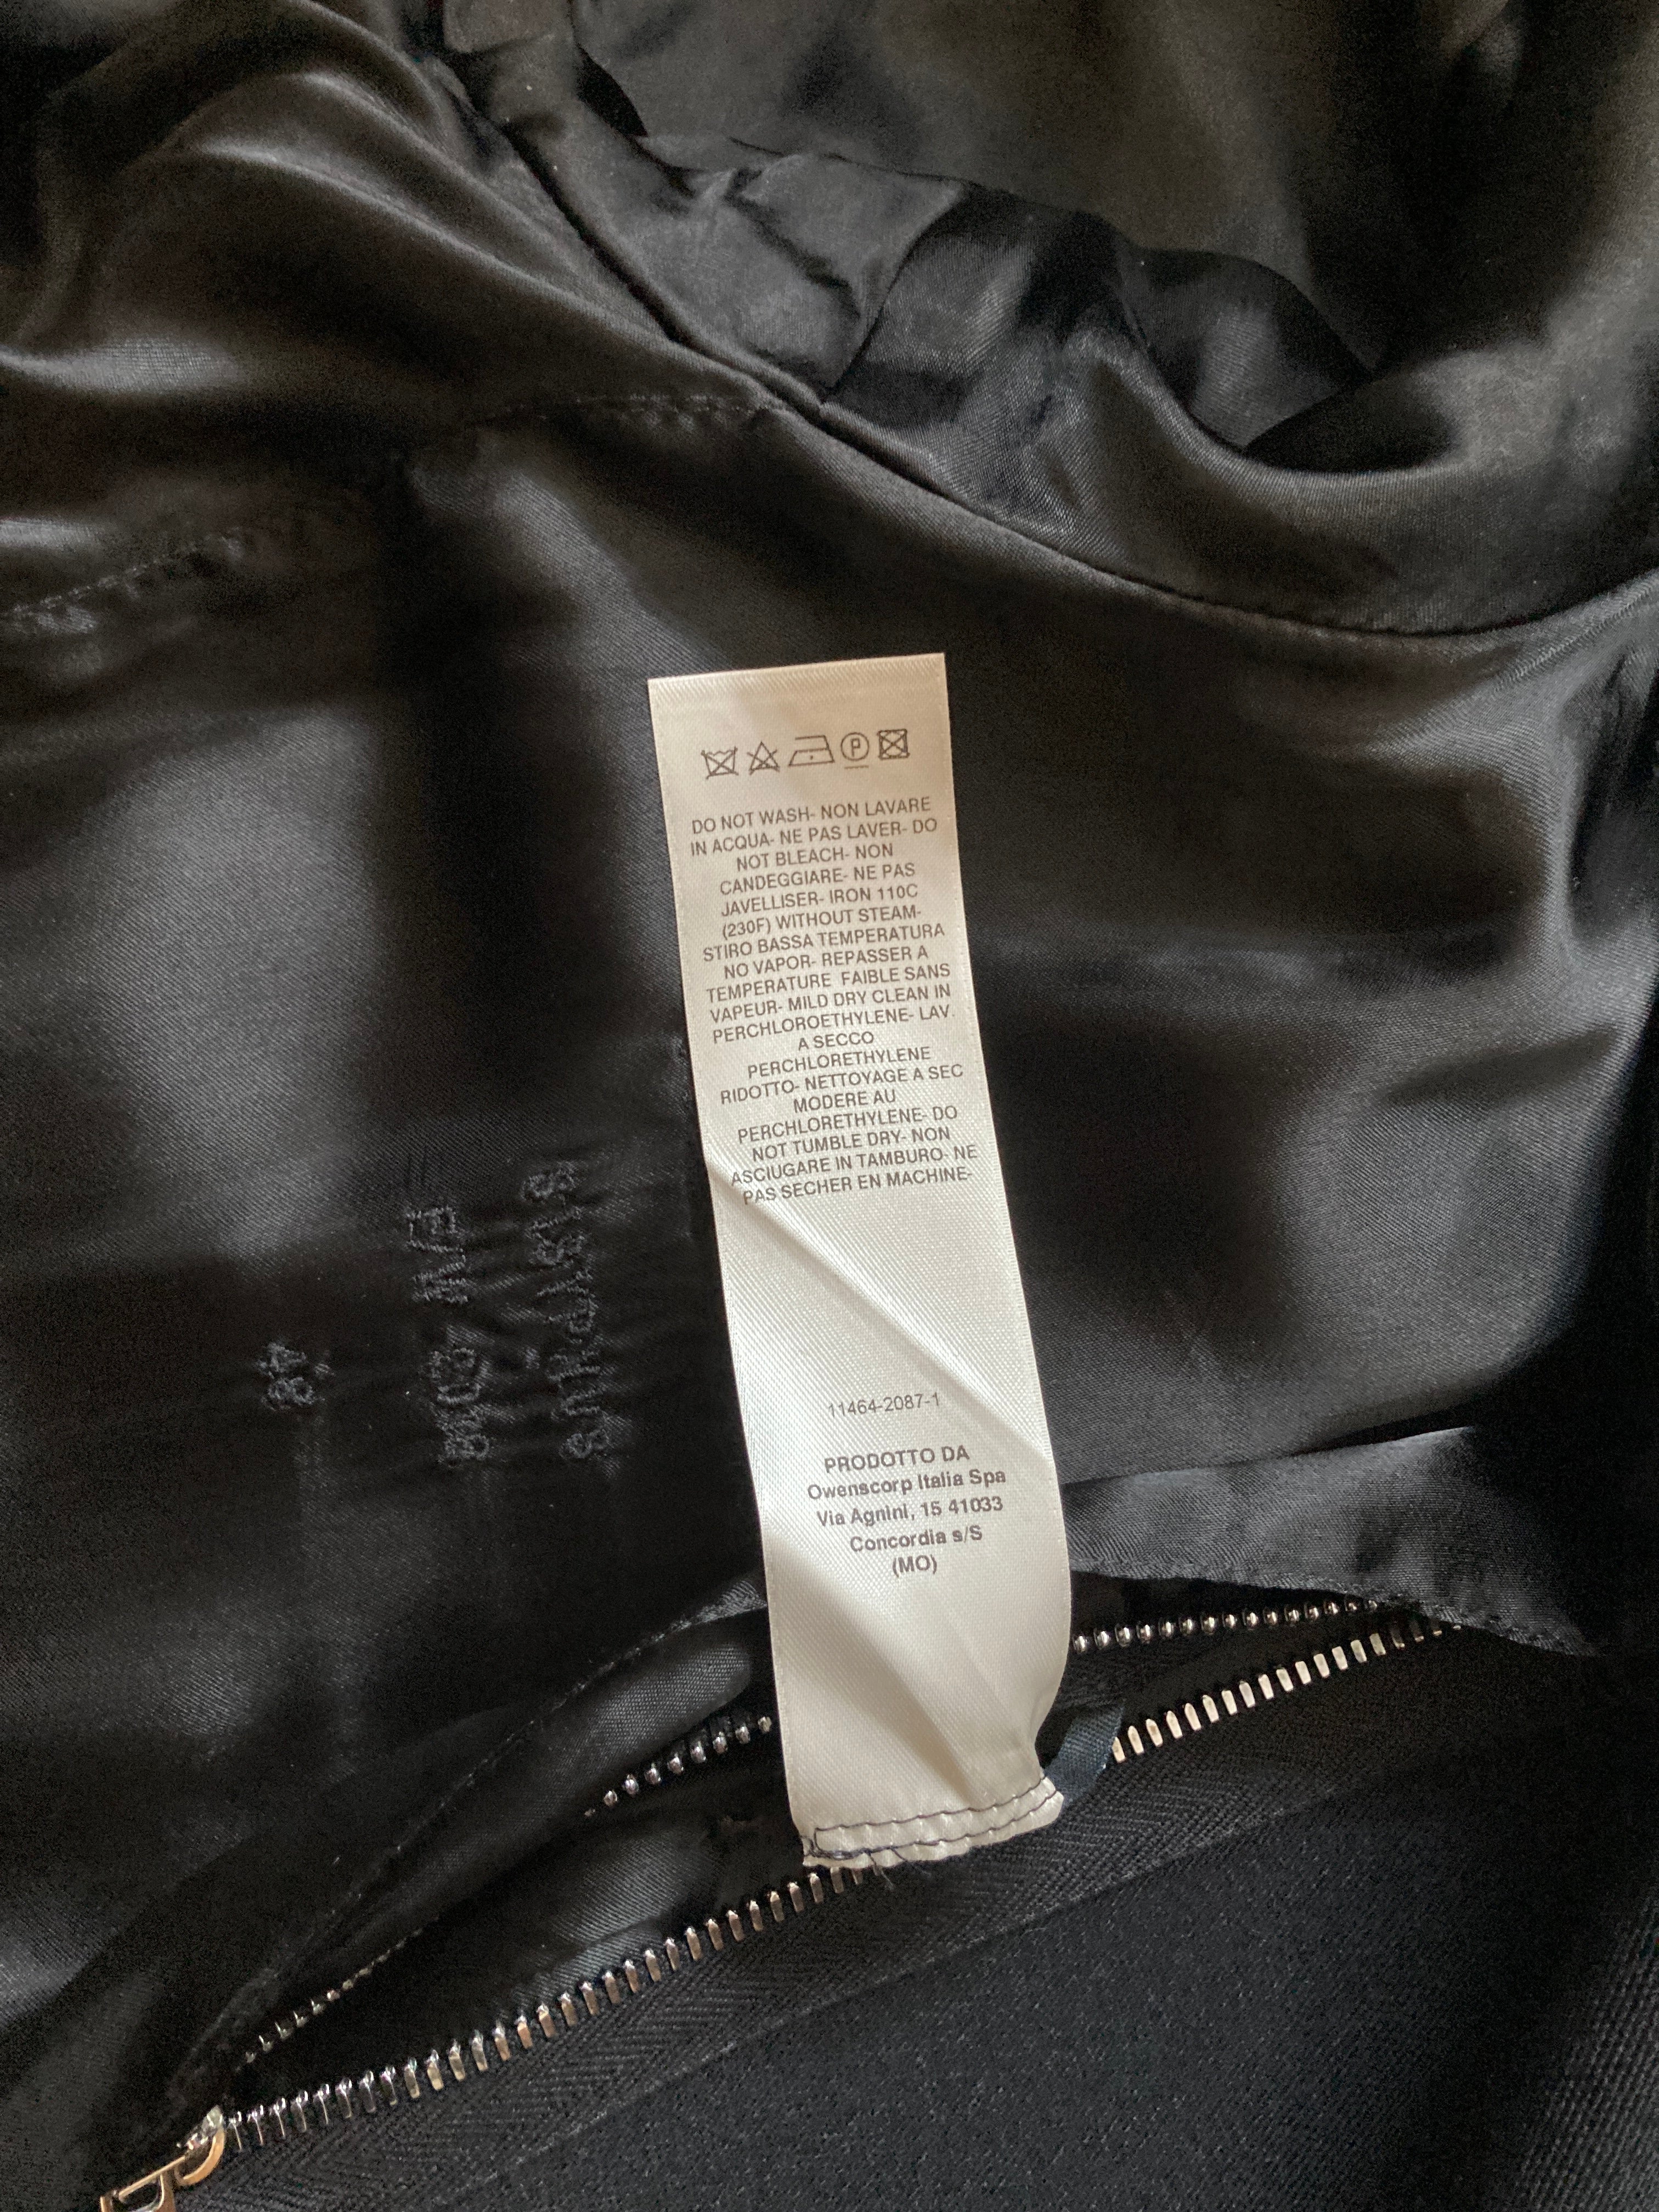 DO NOT WASH- NON LAVARE
IN ACQUA- NE PAS LAVER- DO
NOT BLEACH- NON
CANDEGGIARE- NE PAS
JAVELLISER- IRON 110C
(230F) WITHOUT STEAM-
STIRO BASSA TEMPERATURA
NO VAPOR- REPASSER A
TEMPERATURE FAIBLE SANS
VAPEUR- MILD DRY CLEAN IN
PERCHLOROETHYLENE- LAV.
A SECCO
PERCHLORETHYLENE
RIDOTTO- NETTOYAGE A SEC
MODERE AU
PERCHLORETHYLENE- DO
NOT TUMBLE DRY- NON
ASCIUGARE IN TAMBURO- NE
PAS SECHER EN MACHINE-
11464-2087-1
PRODOTTO DA
Owenscorp Italia Spa
Via Agnini, 15 41033
Concordia s/S
(MO)
P
48